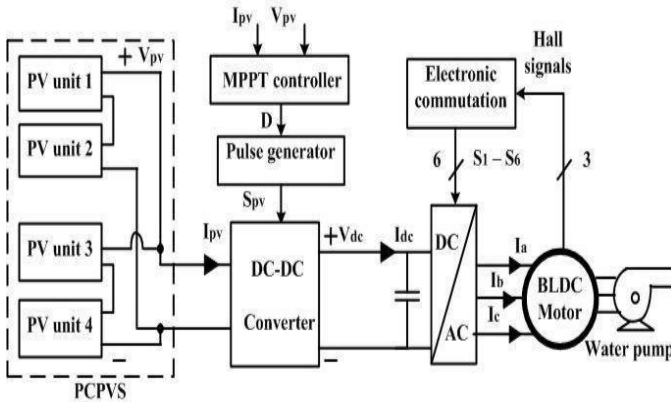 Ipv Vpv
+ Vpv
PV unit 1
PV unit 2
PV unit 3
PV unit 4
–
PCPVS
MPPT controller
D
Pulse generator
Spv
Ipv
DC-DC
Converter
+Vdc
Idc
–
Electronic
commutation
Hall
signals
6 S1 – S6
3
DC
AC
Ia
Ib
Ic
BLDC
Motor
Water pump